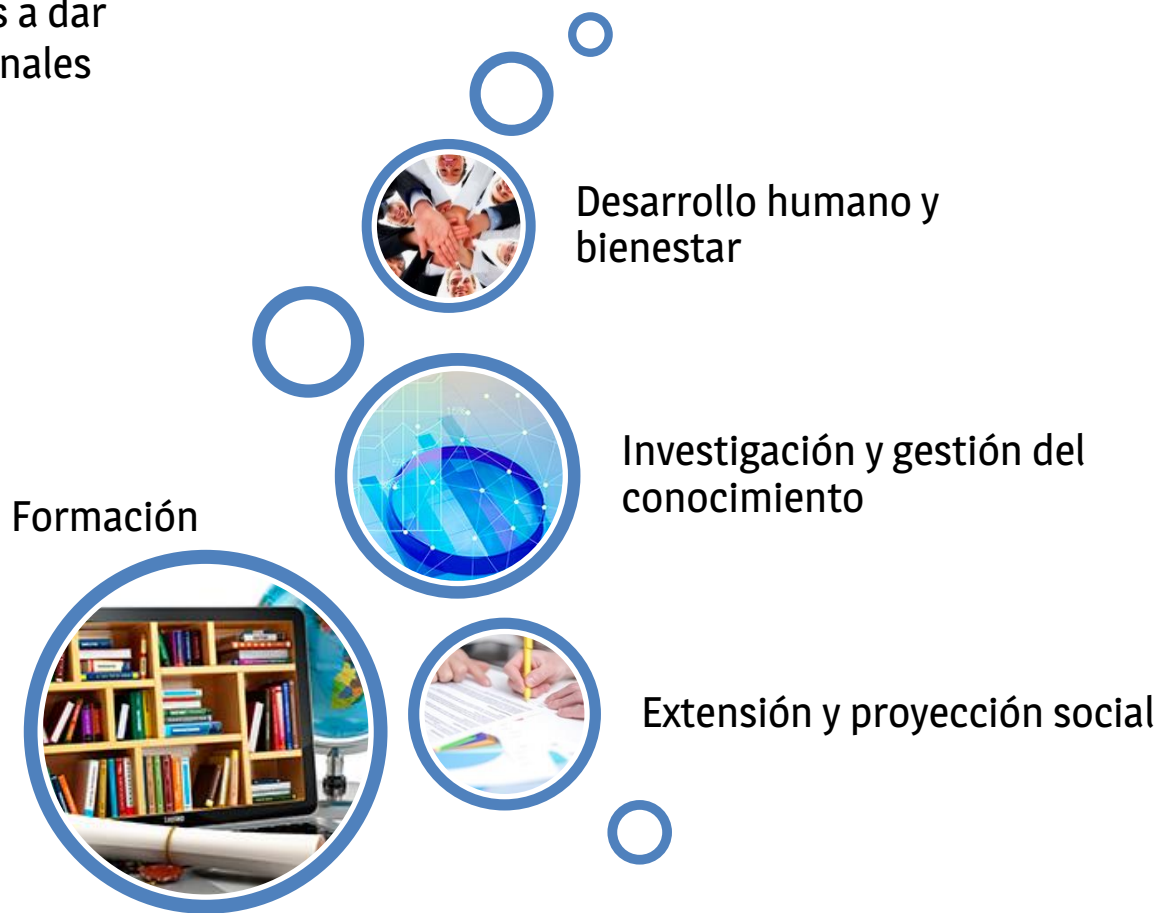 s a dar
nales
Desarrollo humano y
bienestar
Investigación y gestión del
conocimiento
Formación
Extensión y proyección social